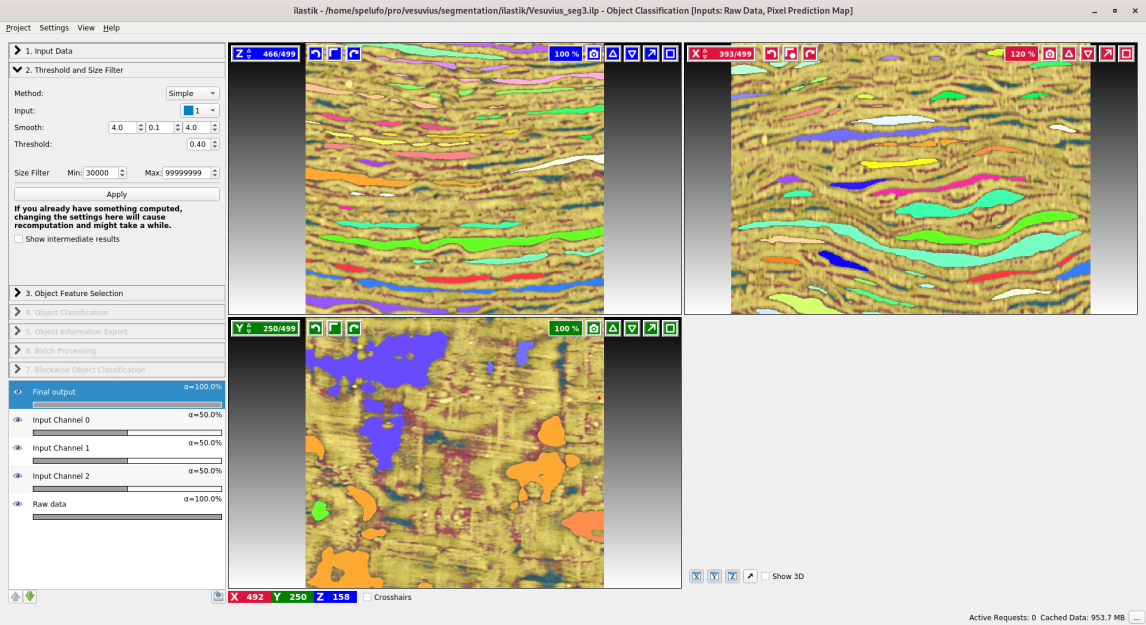 ilastik - /home/spelufo/pro/vesuvius/segmentation/ilastik/Vesuvius_seg3.ilp - Object Classification [Inputs: Raw Data, Pixel Prediction Map]
Project Settings View Help
1. Input Data
2. Threshold and Size Filter
Method: Simple
Input: 1
Smooth: 4.0 0.1 4.0
Threshold: 0.40
Size Filter Min: 30000 Max: 99999999
Apply
If you already have something computed,
changing the settings here will cause
recomputation and might take a while.
Show intermediate results
3. Object Feature Selection
4. Object Classification
5. Object Information Export
6. Batch Processing
7. Blockwise Object Classification
Final output α=100.0%
Input Channel 0 α=50.0%
Input Channel 1 α=50.0%
Input Channel 2 α=50.0%
Raw data α=100.0%
Z 466/499 100 %
X 393/499 120 %
Y 250/499 100 %
X Y Z Show 3D
X 492 Y 250 Z 158 Crosshairs
Active Requests: 0 Cached Data: 953.7 MB ...